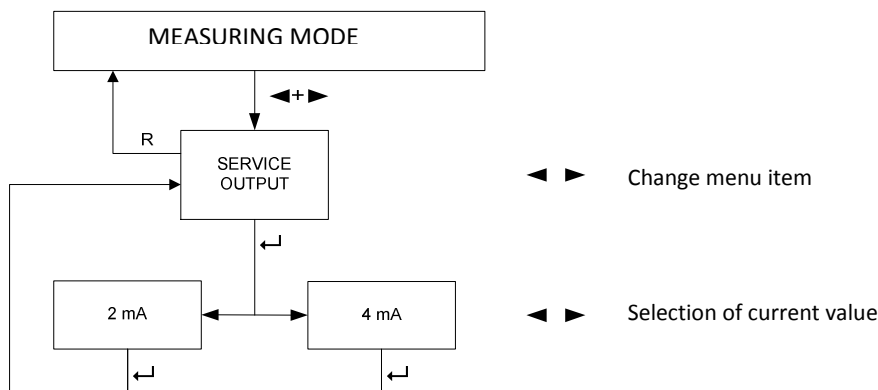 MEASURING MODE
+
R
SERVICE
OUTPUT
Change menu item
2 mA
4 mA
Selection of current value